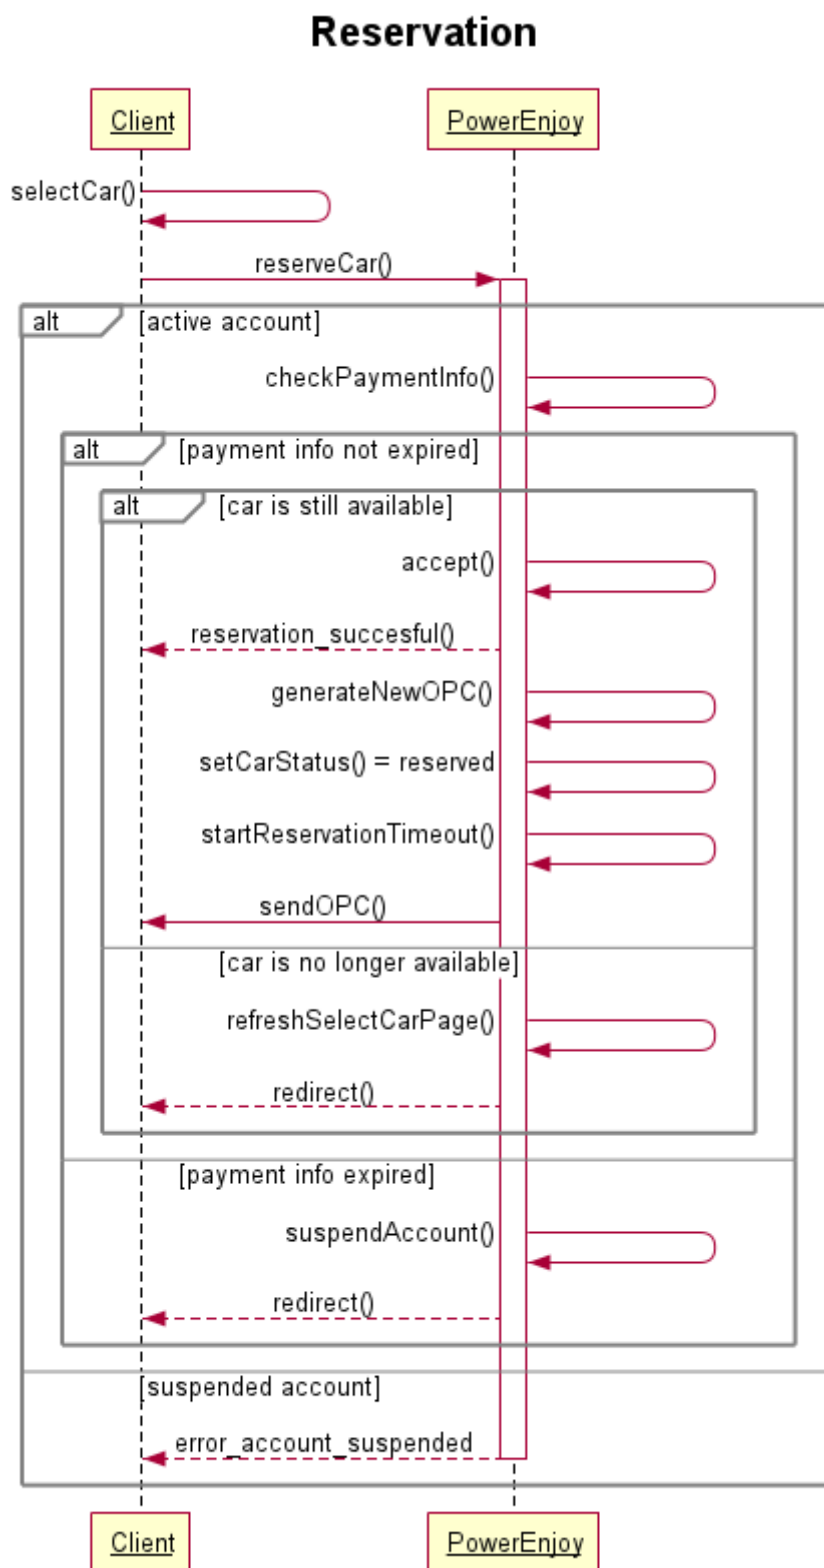 Reservation
Client
PowerEnjoy
selectCar()
reserveCar()
alt
[active account]
checkPaymentInfo()
alt
[payment info not expired]
alt
[car is still available]
accept()
reservation_succesful()
generateNewOPC()
setCarStatus() = reserved
startReservationTimeout()
sendOPC()
[car is no longer available]
refreshSelectCarPage()
redirect()
[payment info expired]
suspendAccount()
redirect()
[suspended account]
error_account_suspended
Client
PowerEnjoy